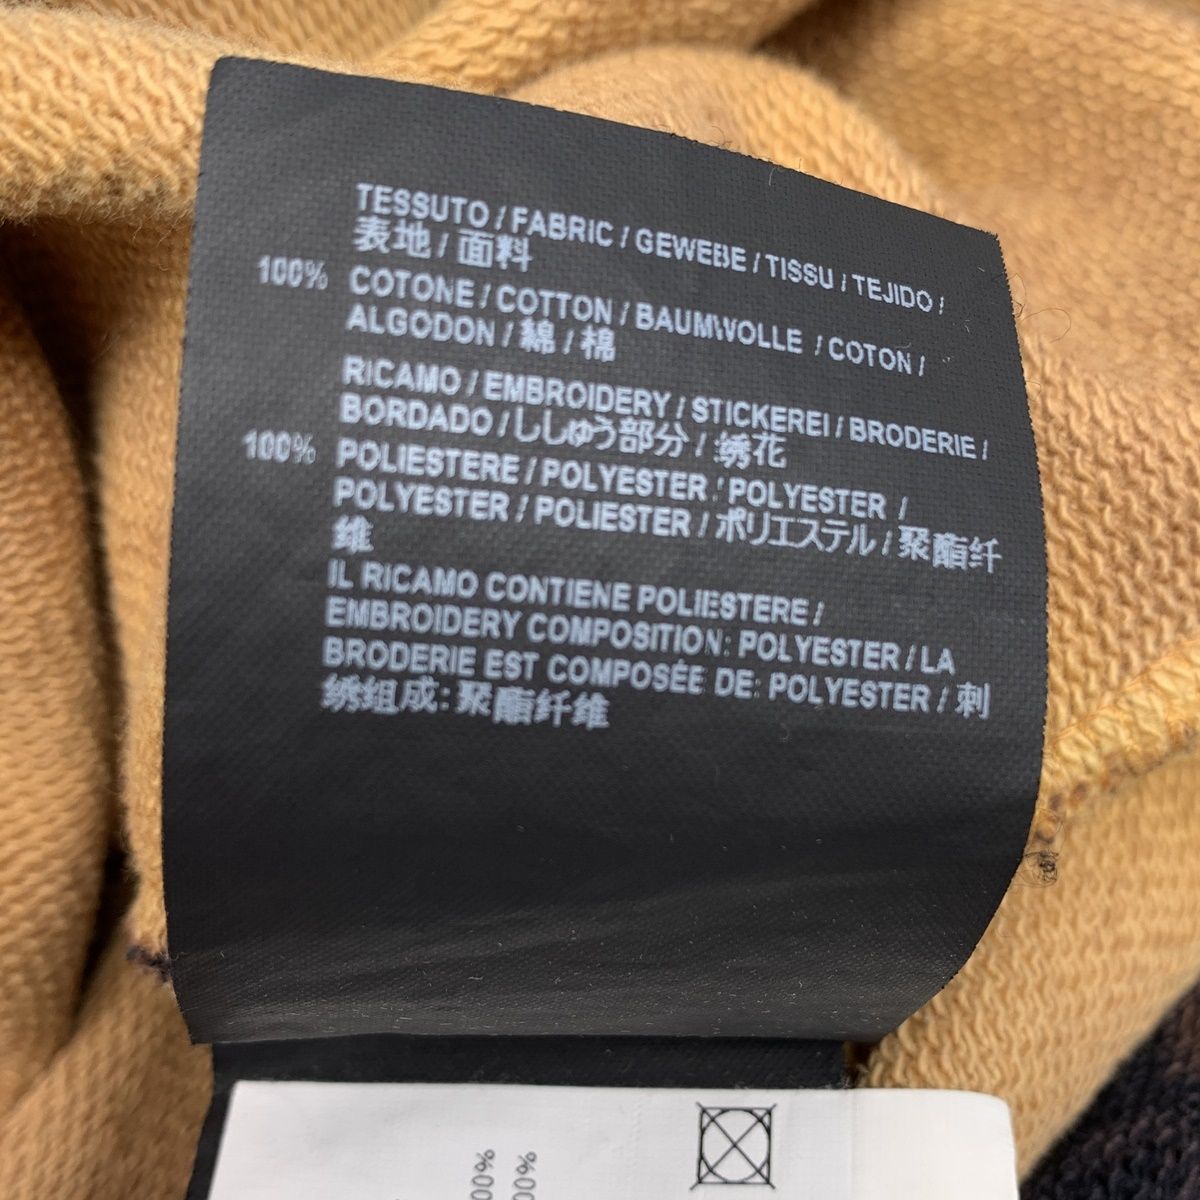 TESSUTO / FABRIC / GEWEBE / TISSU / TEJIDO /
表地 / 面料
100% COTONE / COTTON / BAUMWOLLE / COTON /
ALGODON / 綿 / 棉
RICAMO / EMBROIDERY / STICKEREI / BRODERIE /
BORDADO / ししゅう部分 / 绣花
100% POLIESTERE / POLYESTER / POLYESTER /
POLYESTER / POLIESTER / ポリエステル / 聚酯纤
维
IL RICAMO CONTIENE POLIESTERE /
EMBROIDERY COMPOSITION: POLYESTER / LA
BRODERIE EST COMPOSÉE DE: POLYESTER / 刺
绣组成: 聚酯纤维
00%
00%